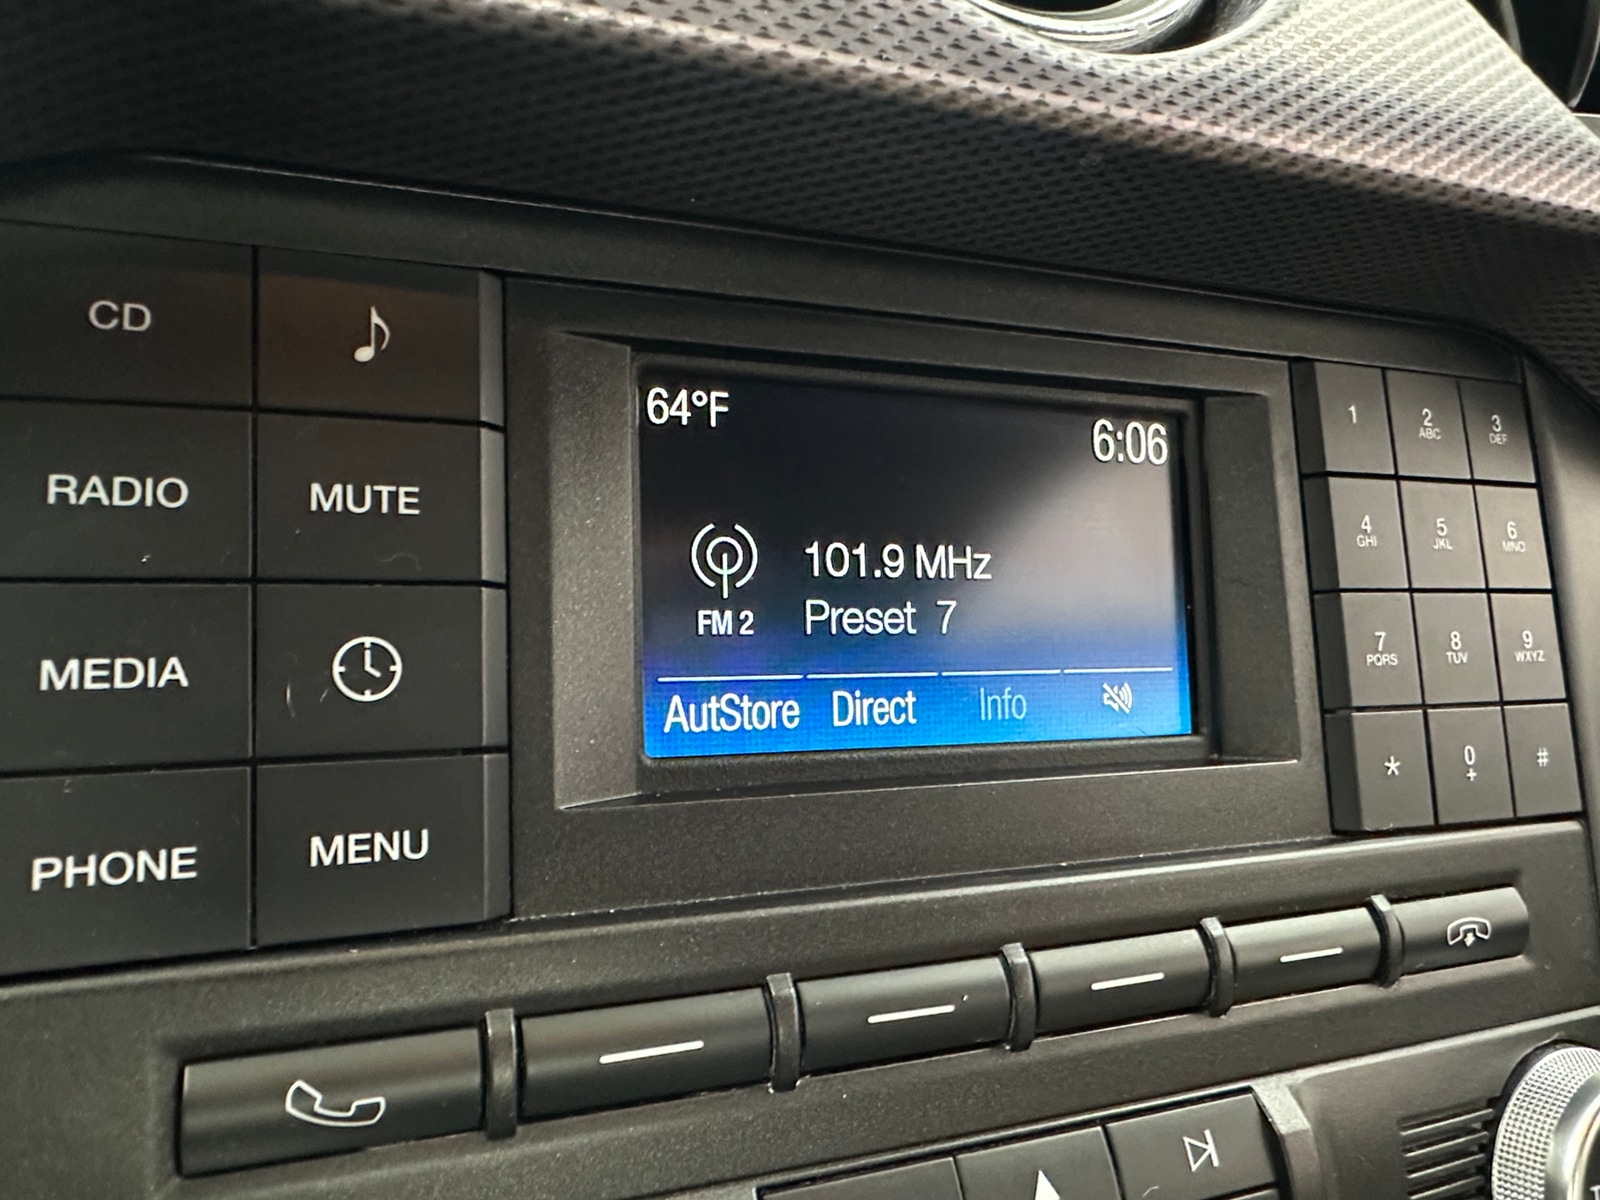 CD
RADIO
MUTE
MEDIA
PHONE
MENU
64°F
6:06
101.9 MHz
FM 2
Preset 7
AutStore Direct Info
1
2 ABC
3 DEF
4 GHI
5 JKL
6 MNO
7 PQRS
8 TUV
9 WXYZ
*
0 +
#